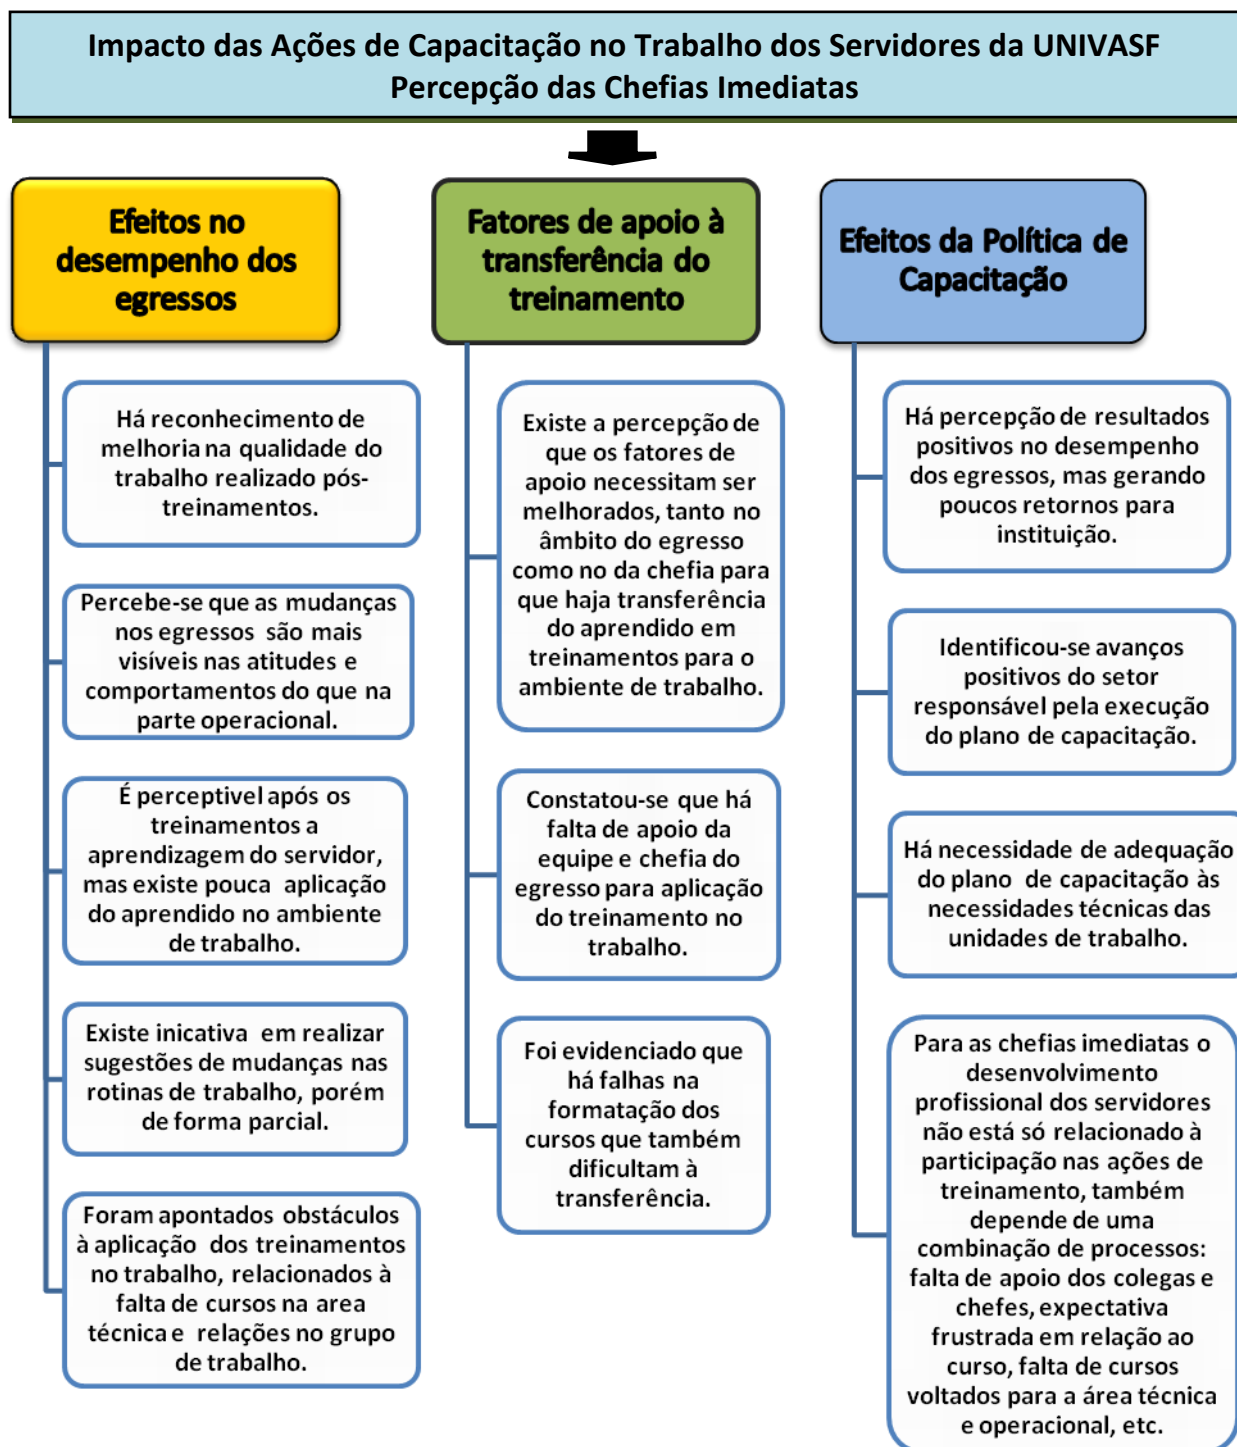 Impacto das Ações de Capacitação no Trabalho dos Servidores da UNIVASF
Percepção das Chefias Imediatas
Efeitos no
desempenho dos
egressos
Há reconhecimento de
melhoria na qualidade do
trabalho realizado pós-
treinamentos.
Percebe-se que as mudanças
nos egressos são mais
visíveis nas atitudes e
comportamentos do que na
parte operacional.
É perceptivel após os
treinamentos a
aprendizagem do servidor,
mas existe pouca aplicação
do aprendido no ambiente
de trabalho.
Existe inicativa em realizar
sugestões de mudanças nas
rotinas de trabalho, porém
de forma parcial.
Foram apontados obstáculos
à aplicação dos treinamentos
no trabalho, relacionados à
falta de cursos na area
técnica e relações no grupo
de trabalho.
Fatores de apoio à
transferência do
treinamento
Existe a percepção de
que os fatores de
apoio necessitam ser
melhorados, tanto no
âmbito do egresso
como no da chefia para
que haja transferência
do aprendido em
treinamentos para o
ambiente de trabalho.
Constatou-se que há
falta de apoio da
equipe e chefia do
egresso para aplicação
do treinamento no
trabalho.
Foi evidenciado que
há falhas na
formatação dos
cursos que também
dificultam à
transferência.
Efeitos da Política de
Capacitação
Há percepção de resultados
positivos no desempenho
dos egressos, mas gerando
poucos retornos para
instituição.
Identificou-se avanços
positivos do setor
responsável pela execução
do plano de capacitação.
Há necessidade de adequação
do plano de capacitação às
necessidades técnicas das
unidades de trabalho.
Para as chefias imediatas o
desenvolvimento
profissional dos servidores
não está só relacionado à
participação nas ações de
treinamento, também
depende de uma
combinação de processos:
falta de apoio dos colegas e
chefes, expectativa
frustrada em relação ao
curso, falta de cursos
voltados para a área técnica
e operacional, etc.